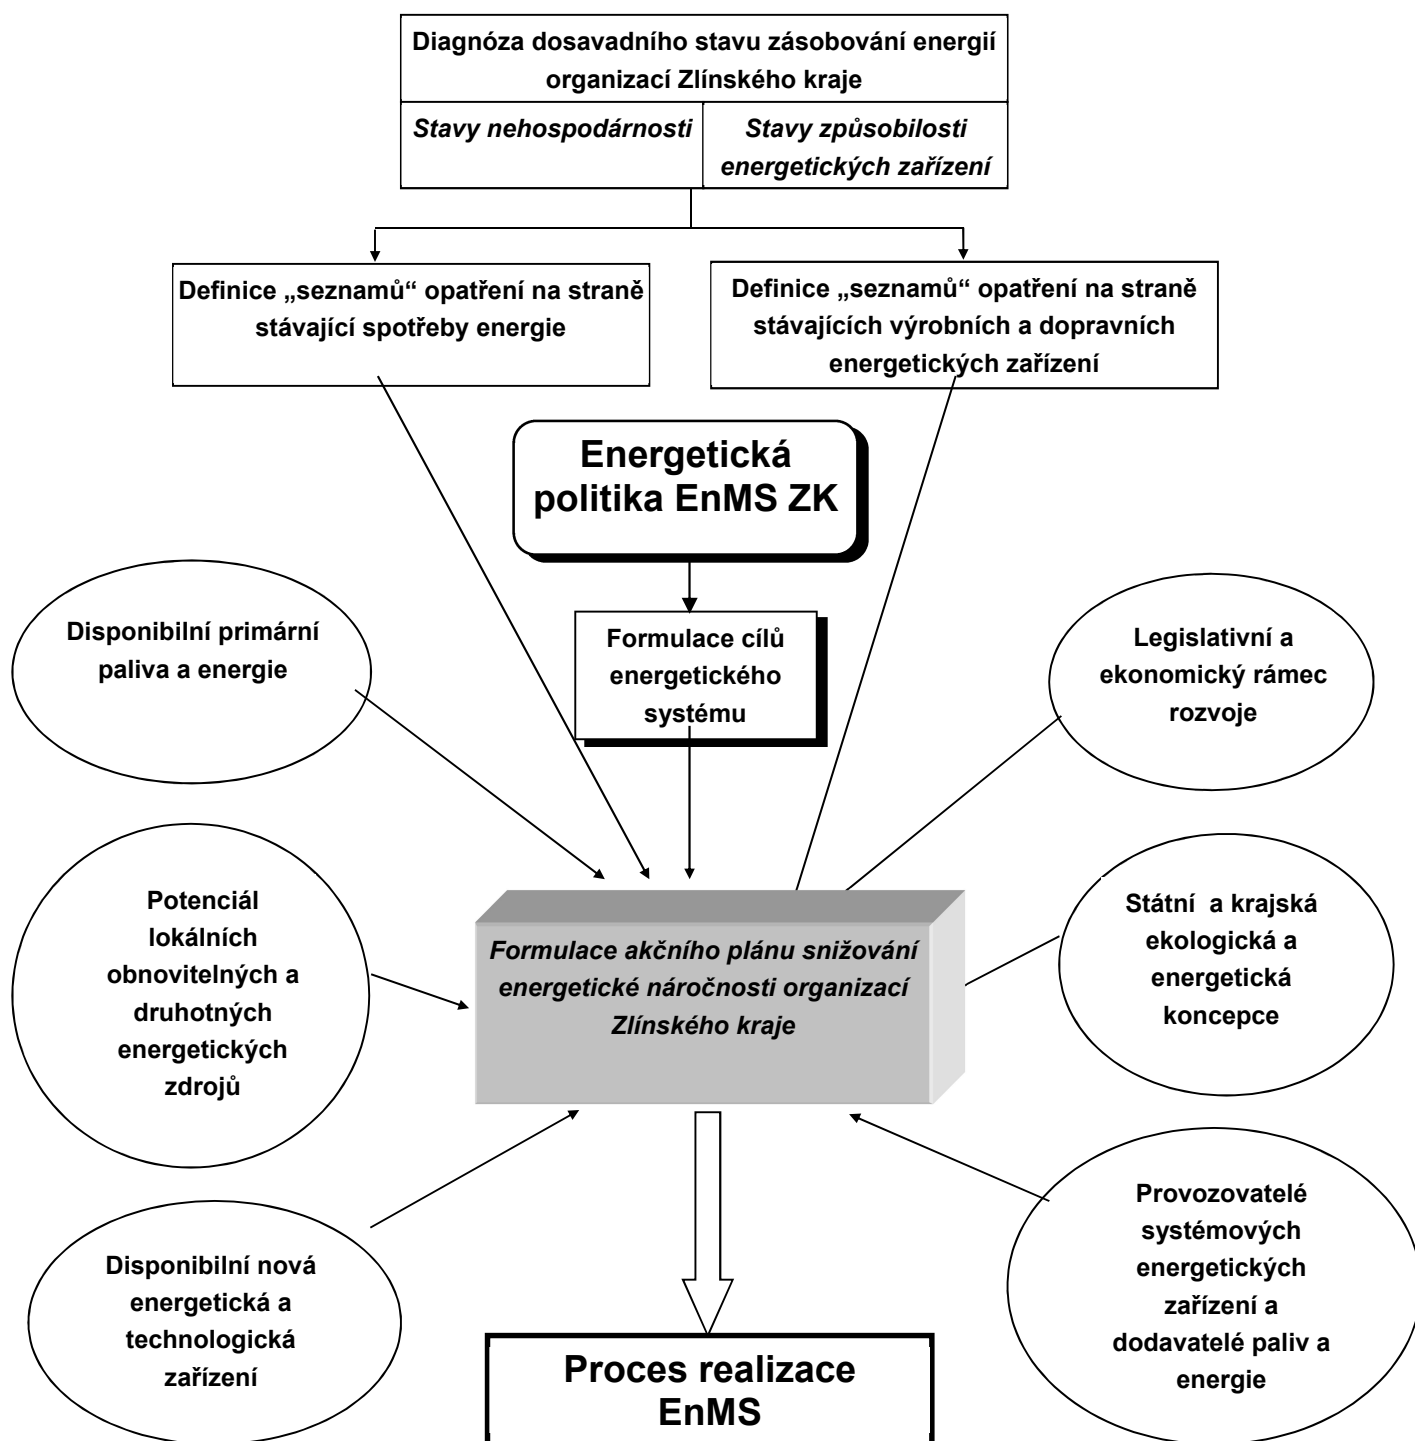 Diagnóza dosavadního stavu zásobování energií
organizací Zlínského kraje
Stavy nehospodárnosti
Stavy způsobilosti
energetických zařízení
Definice „seznamů“ opatření na straně
stávající spotřeby energie
Definice „seznamů“ opatření na straně
stávajících výrobních a dopravních
energetických zařízení
Energetická
politika EnMS ZK
Formulace cílů
energetického
systému
Disponibilní primární
paliva a energie
Legislativní a
ekonomický rámec
rozvoje
Potenciál
lokálních
obnovitelných a
druhotných
energetických
zdrojů
Formulace akčního plánu snižování
energetické náročnosti organizací
Zlínského kraje
Státní  a krajská
ekologická a
energetická
koncepce
Disponibilní nová
energetická a
technologická
zařízení
Provozovatelé
systémových
energetických
zařízení a
dodavatelé paliv a
energie
Proces realizace
EnMS